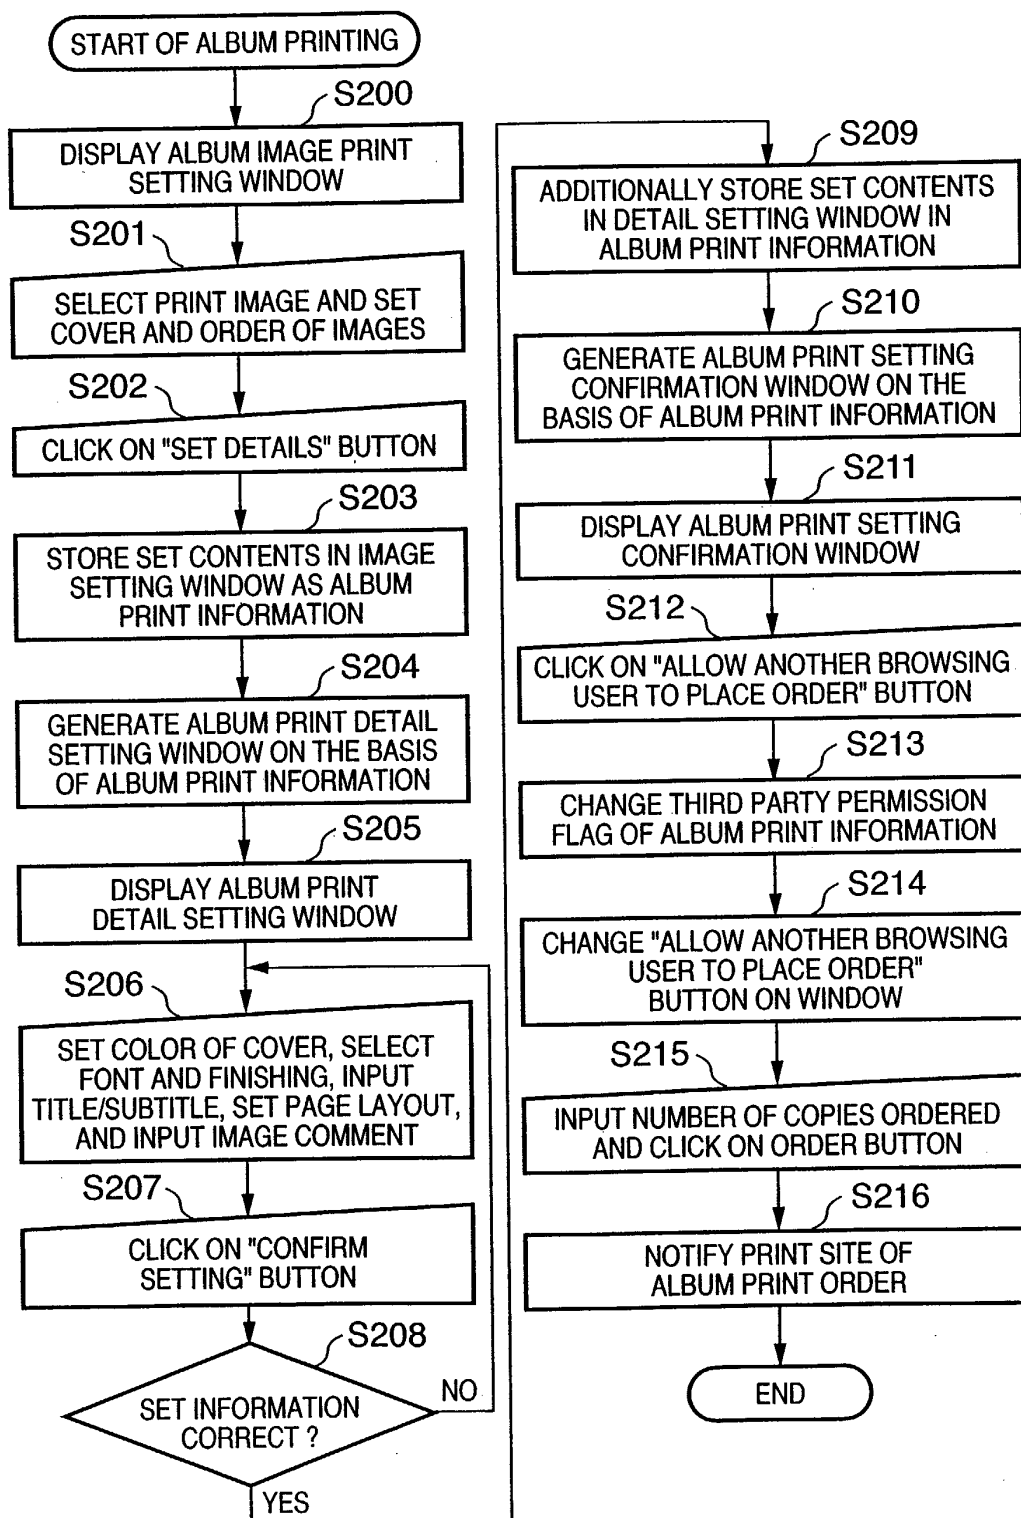 START OF ALBUM PRINTING
S200
DISPLAY ALBUM IMAGE PRINT
SETTING WINDOW
S201
SELECT PRINT IMAGE AND SET
COVER AND ORDER OF IMAGES
S202
CLICK ON "SET DETAILS" BUTTON
S203
STORE SET CONTENTS IN IMAGE
SETTING WINDOW AS ALBUM
PRINT INFORMATION
S204
GENERATE ALBUM PRINT DETAIL
SETTING WINDOW ON THE BASIS
OF ALBUM PRINT INFORMATION
S205
DISPLAY ALBUM PRINT
DETAIL SETTING WINDOW
S206
SET COLOR OF COVER, SELECT
FONT AND FINISHING, INPUT
TITLE/SUBTITLE, SET PAGE LAYOUT,
AND INPUT IMAGE COMMENT
S207
CLICK ON "CONFIRM
SETTING" BUTTON
S208
SET INFORMATION
CORRECT ?
NO
YES
S209
ADDITIONALLY STORE SET CONTENTS
IN DETAIL SETTING WINDOW IN
ALBUM PRINT INFORMATION
S210
GENERATE ALBUM PRINT SETTING
CONFIRMATION WINDOW ON THE
BASIS OF ALBUM PRINT INFORMATION
S211
DISPLAY ALBUM PRINT SETTING
CONFIRMATION WINDOW
S212
CLICK ON "ALLOW ANOTHER BROWSING
USER TO PLACE ORDER" BUTTON
S213
CHANGE THIRD PARTY PERMISSION
FLAG OF ALBUM PRINT INFORMATION
S214
CHANGE "ALLOW ANOTHER BROWSING
USER TO PLACE ORDER"
BUTTON ON WINDOW
S215
INPUT NUMBER OF COPIES ORDERED
AND CLICK ON ORDER BUTTON
S216
NOTIFY PRINT SITE OF
ALBUM PRINT ORDER
END